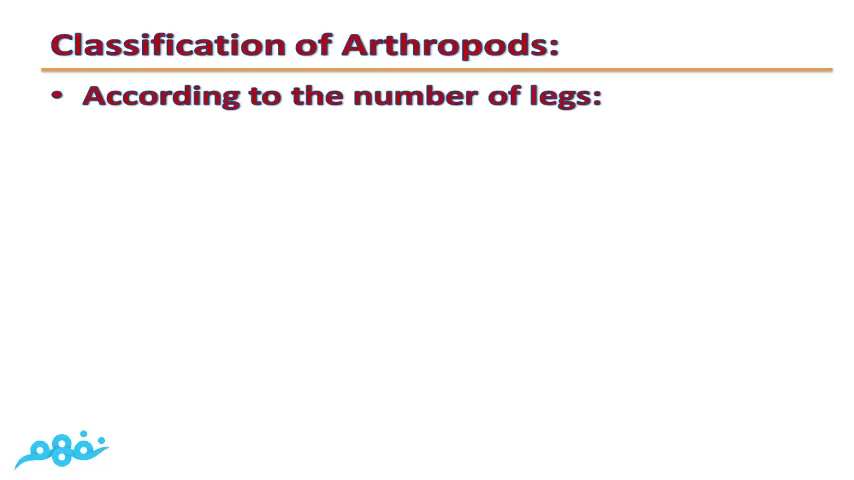 Classification of Arthropods:
• According to the number of legs:
نفهم